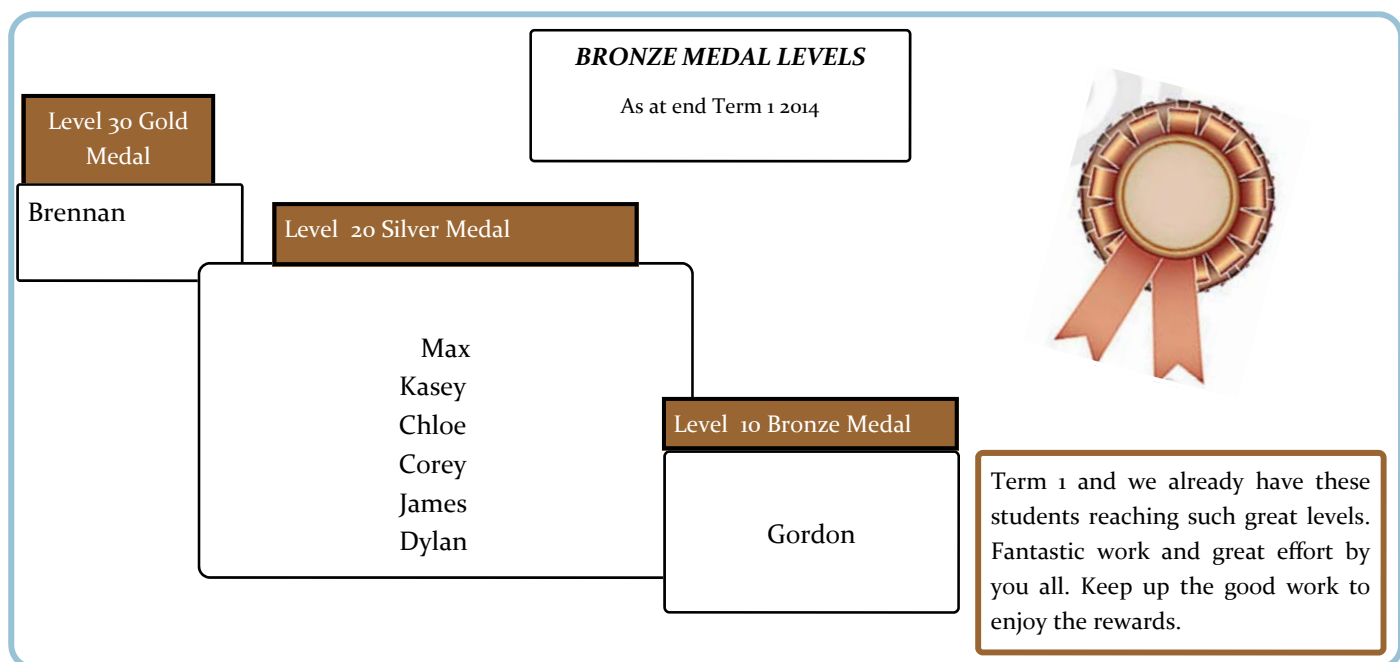 BRONZE MEDAL LEVELS
As at end Term 1 2014
Level 30 Gold
Medal
Brennan
Level 20 Silver Medal
Max
Kasey
Chloe
Corey
James
Dylan
Level 10 Bronze Medal
Gordon
Term 1 and we already have these
students reaching such great levels.
Fantastic work and great effort by
you all. Keep up the good work to
enjoy the rewards.